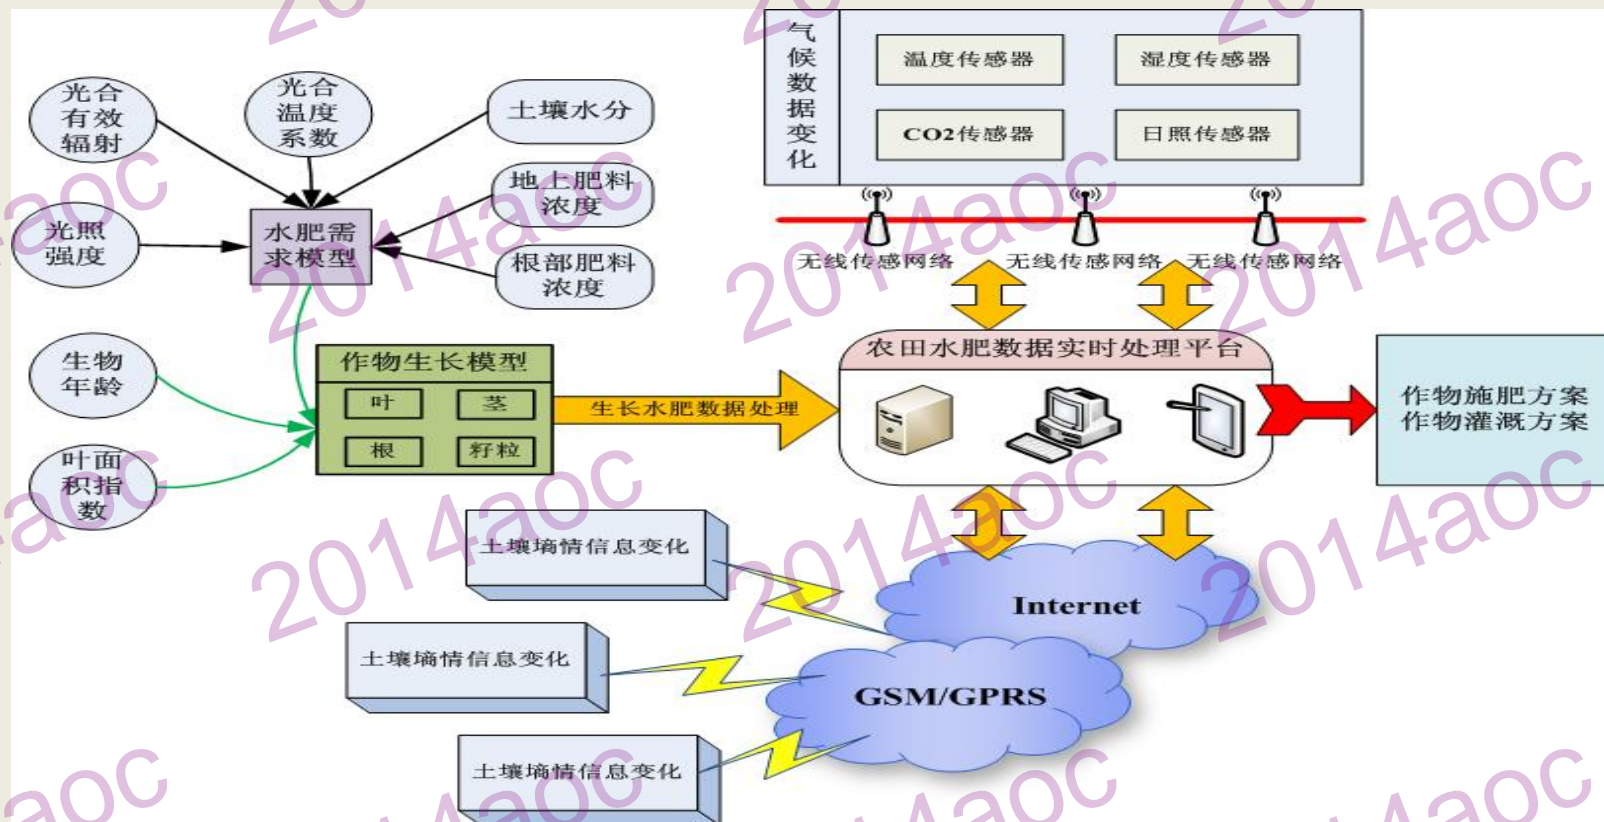 光合
有效
辐射
光合
温度
系数
土壤水分
地上肥料
浓度
光照
强度
水肥需
求模型
根部肥料
浓度
生物
年龄
叶面
积指
数
作物生长模型
叶
茎
根
籽粒
生长水肥数据处理
气候数据变化
温度传感器
湿度传感器
CO2传感器
日照传感器
无线传感网络
无线传感网络
无线传感网络
农田水肥数据实时处理平台
作物施肥方案
作物灌溉方案
土壤墒情信息变化
土壤墒情信息变化
土壤墒情信息变化
Internet
GSM/GPRS
2014aoc
2014aoc
2014aoc
2014aoc
2014aoc
2014aoc